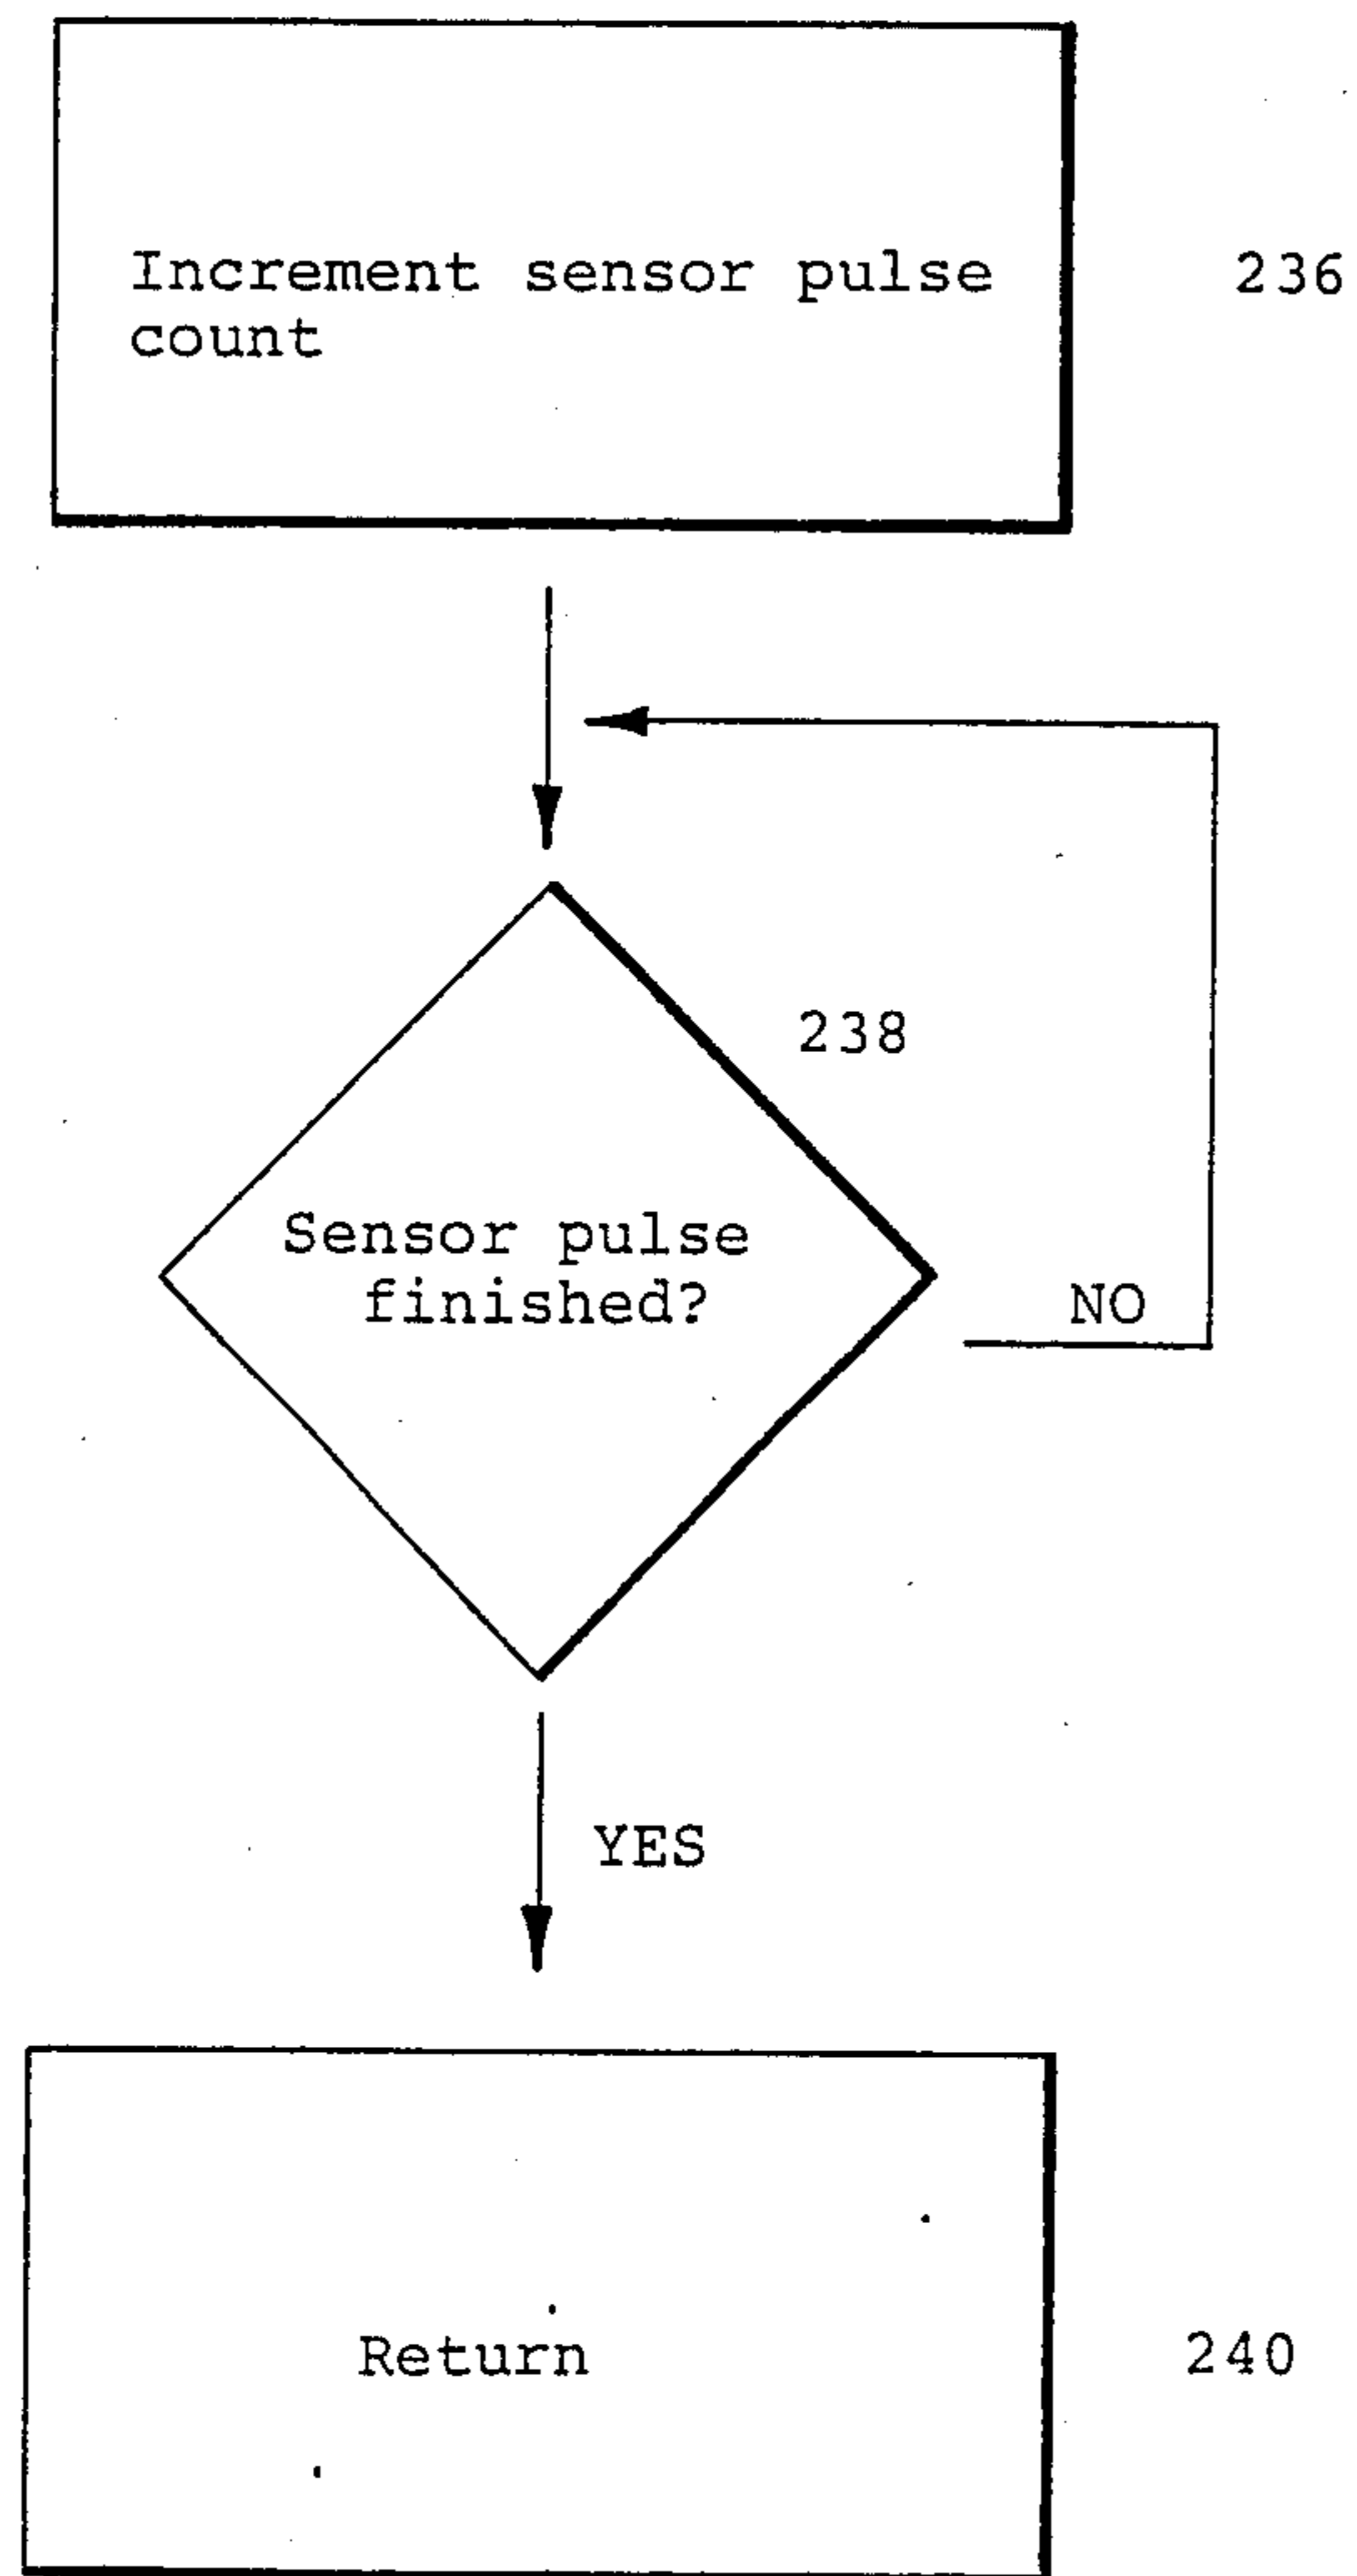 Increment sensor pulse
count
236
238
Sensor pulse
finished?
NO
YES
Return
240